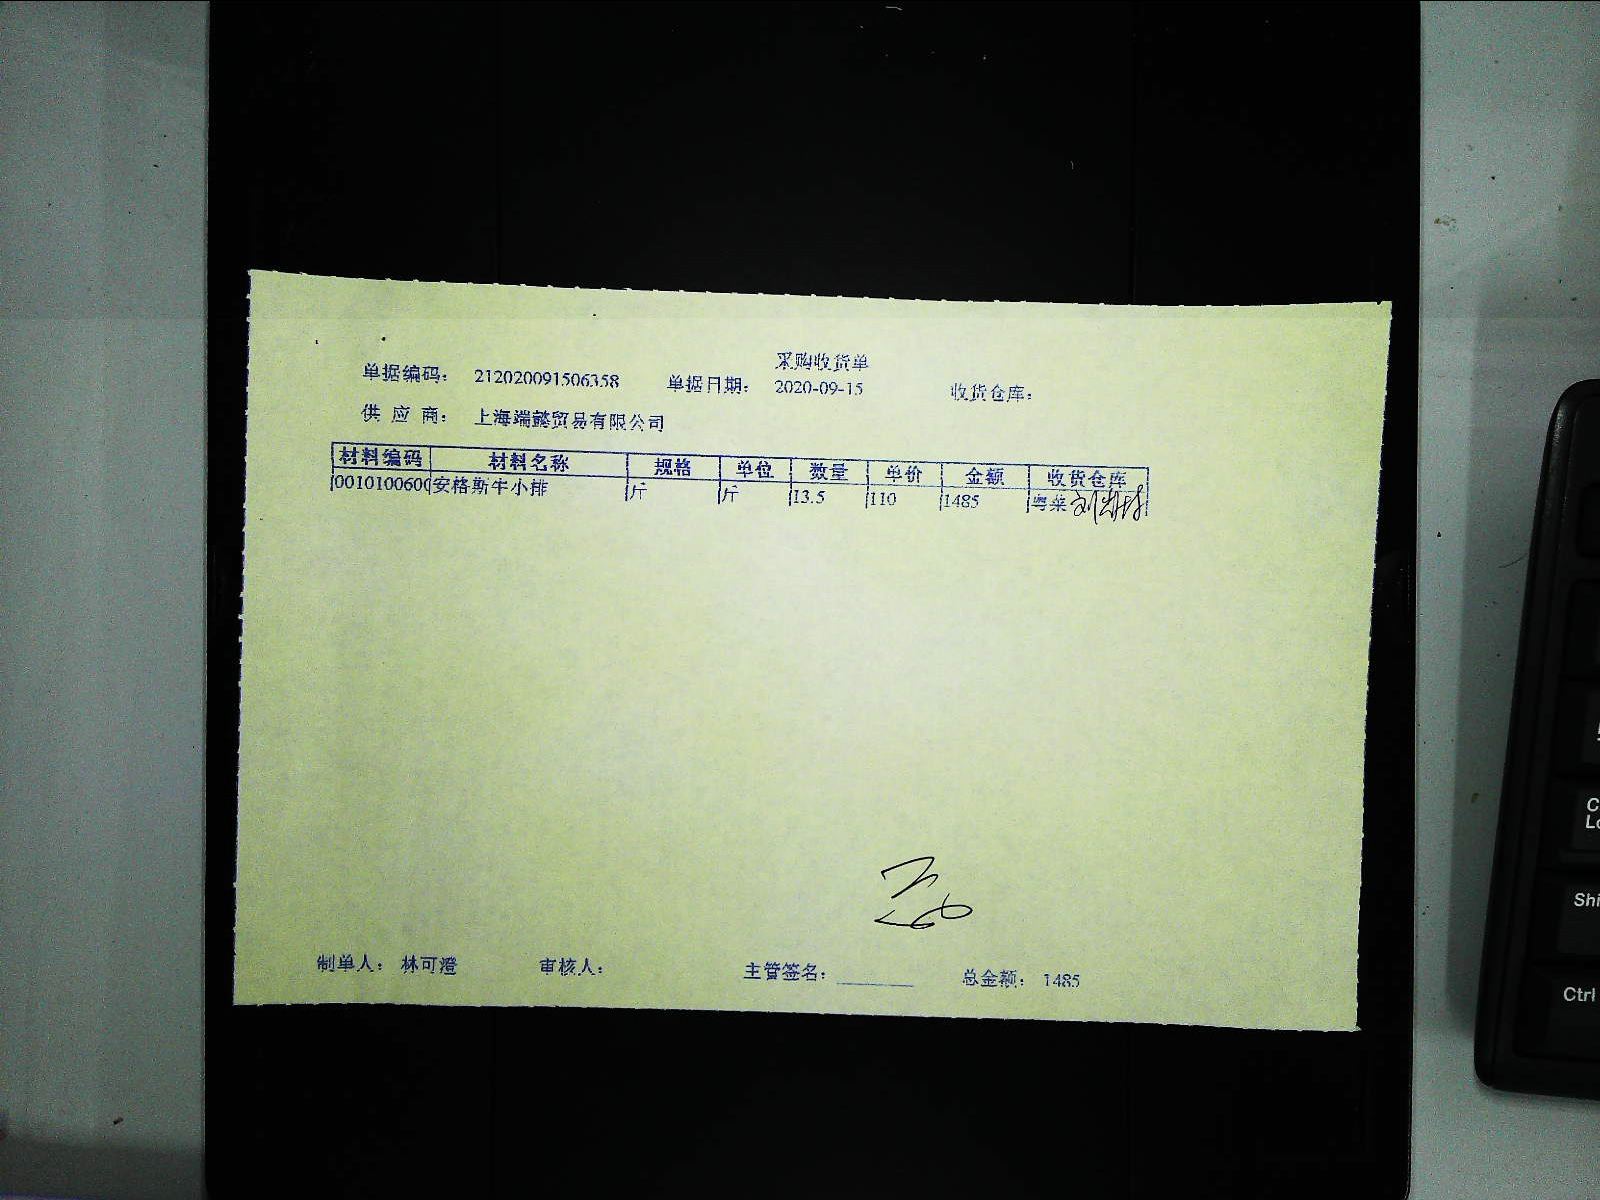 采购收货单
单据编码： 212020091506358 单据日期： 2020-09-15 收货仓库：
供 应 商： 上海端懿贸易有限公司
材料编码 材料名称 规格 单位 数量 单价 金额 收货仓库
0010100600 安格斯牛小排 斤 斤 13.5 110 1485 粤菜
制单人： 林可澄 审核人： 主管签名： 总金额： 1485
Ctrl